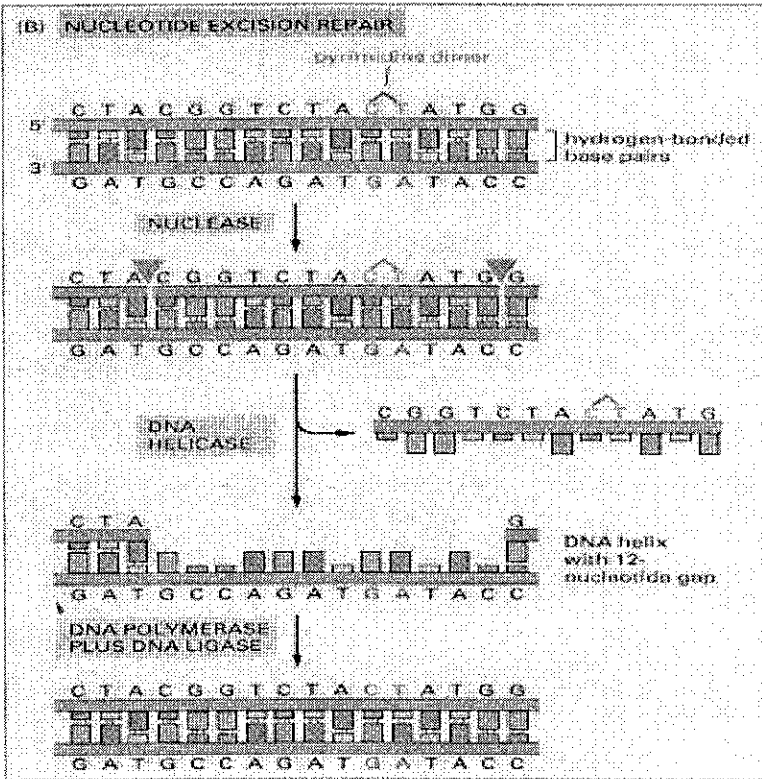 (B) NUCLEOTIDE EXCISION REPAIR
pyrimidine dimer
C T A C G G T C T A C T A T G G
5'
hydrogen-bonded
base pairs
3'
G A T G C C A G A T G A T A C C
NUCLEASE
C T A C G G T C T A C T A T G G
G A T G C C A G A T G A T A C C
C G G T C T A C T A T G
DNA
HELICASE
C T A G
DNA helix
with 12-
nucleotide gap
G A T G C C A G A T G A T A C C
DNA POLYMERASE
PLUS DNA LIGASE
C T A C G G T C T A C T A T G G
G A T G C C A G A T G A T A C C